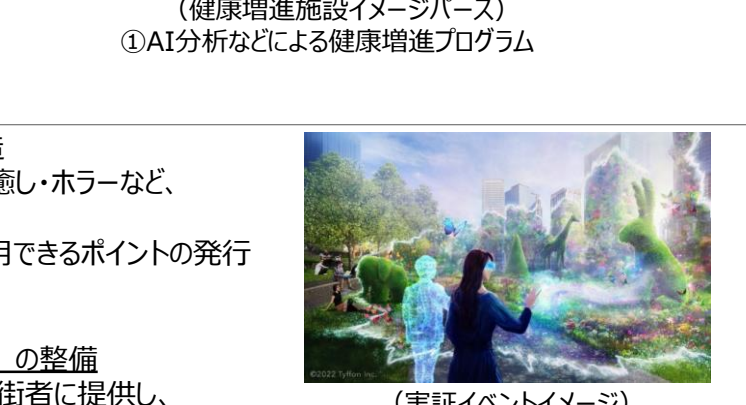 （健康増進施設イメージパース）
①AI分析などによる健康増進プログラム
癒し・ホラーなど、
用できるポイントの発行
の整備
街者に提供し、
©2022 Tyffon Inc.
（実証イベントイメージ）